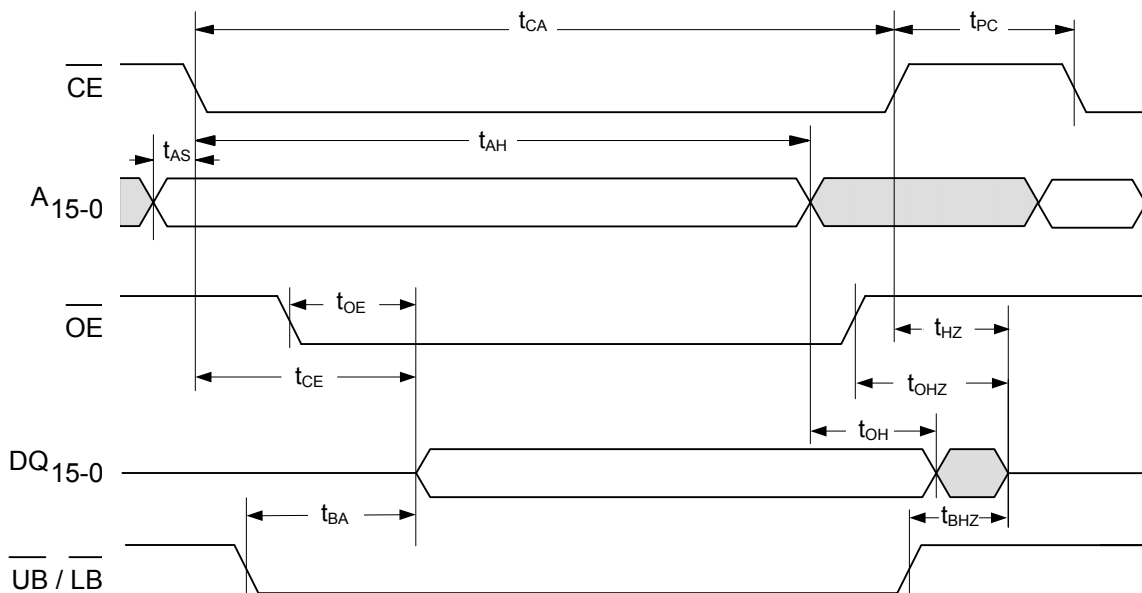 tCA
tPC
CE
tAH
tAS
A15-0
tOE
OE
tHZ
tCE
tOHZ
tOH
DQ15-0
tBA
tBHZ
UB / LB